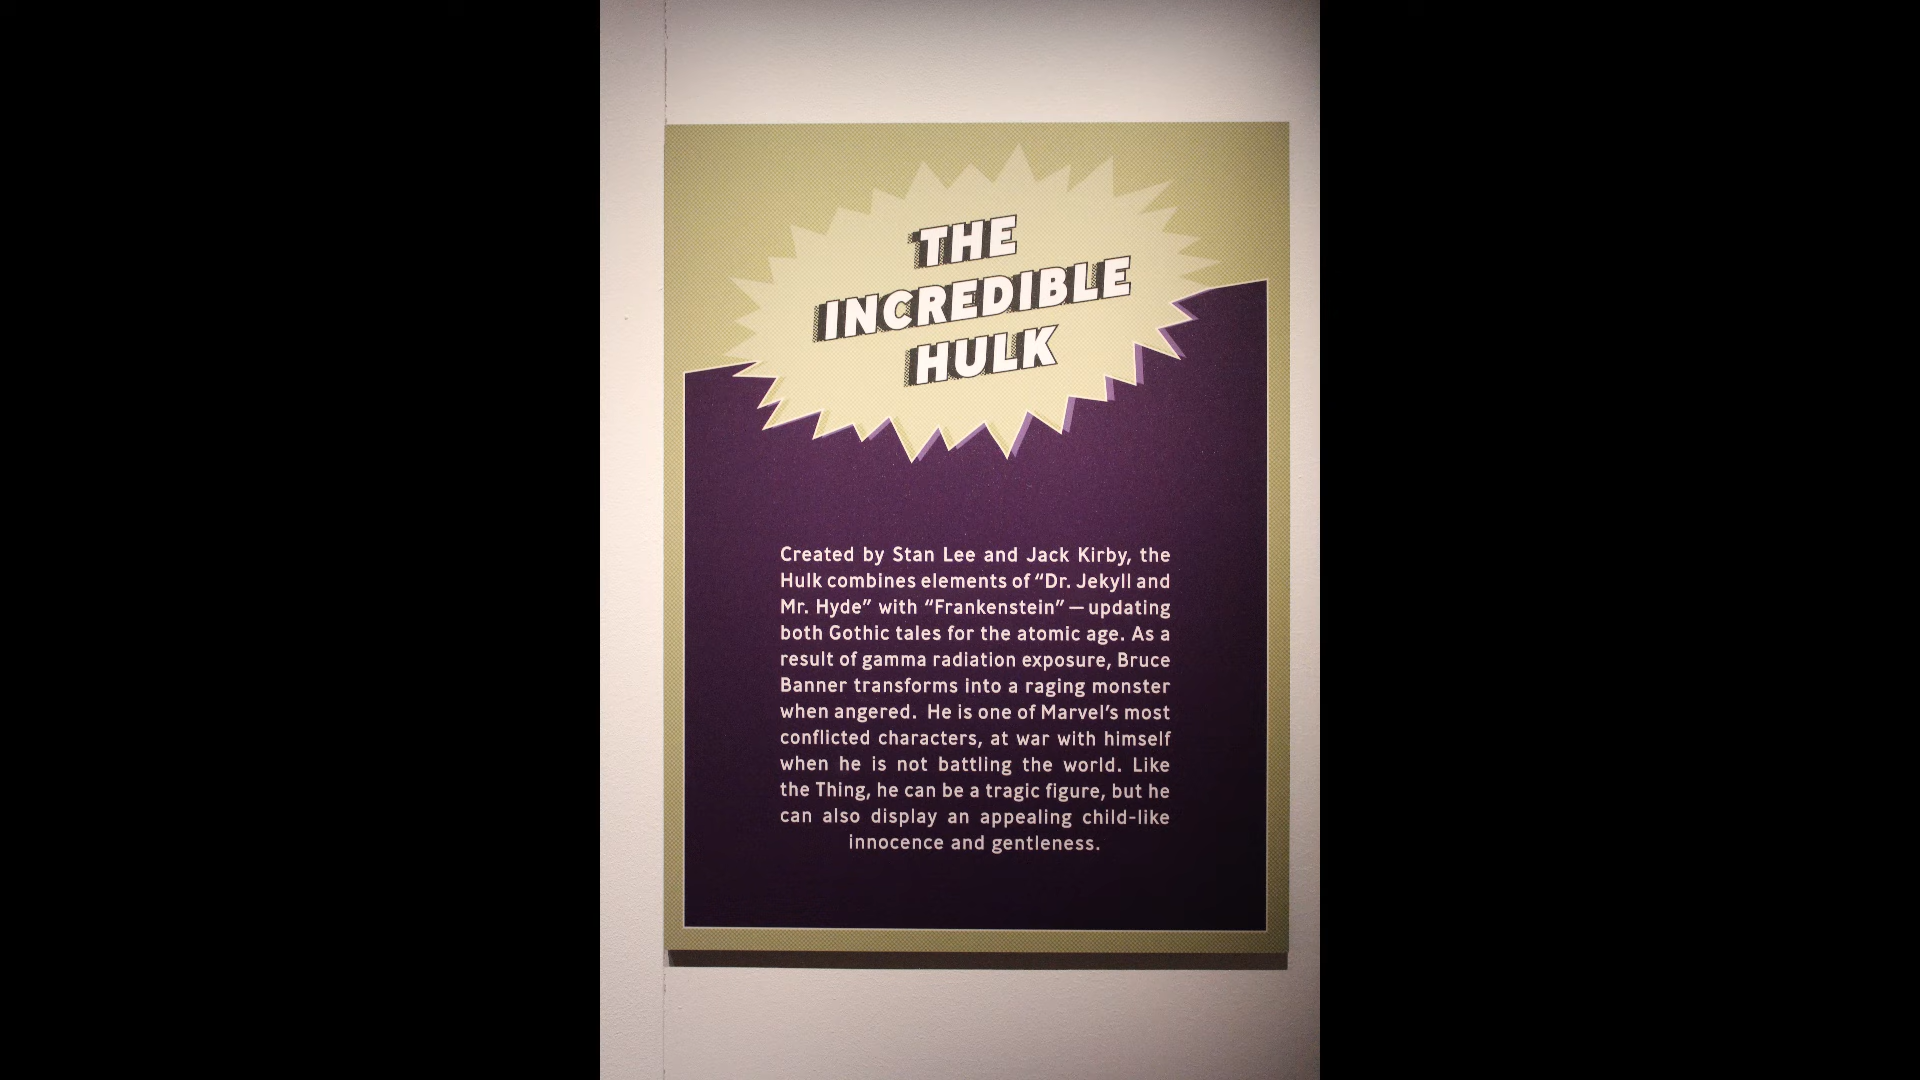 THE
INCREDIBLE
HULK
Created by Stan Lee and Jack Kirby, the
Hulk combines elements of “Dr. Jekyll and
Mr. Hyde” with “Frankenstein” — updating
both Gothic tales for the atomic age. As a
result of gamma radiation exposure, Bruce
Banner transforms into a raging monster
when angered.  He is one of Marvel’s most
conflicted characters, at war with himself
when he is not battling the world. Like
the Thing, he can be a tragic figure, but he
can also display an appealing child-like
innocence and gentleness.